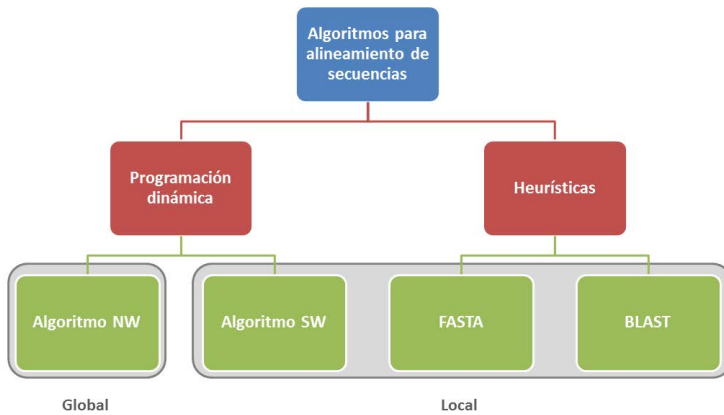 Algoritmos para
alineamiento de
secuencias
Programación
dinámica
Heurísticas
Algoritmo NW
Algoritmo SW
FASTA
BLAST
Global
Local